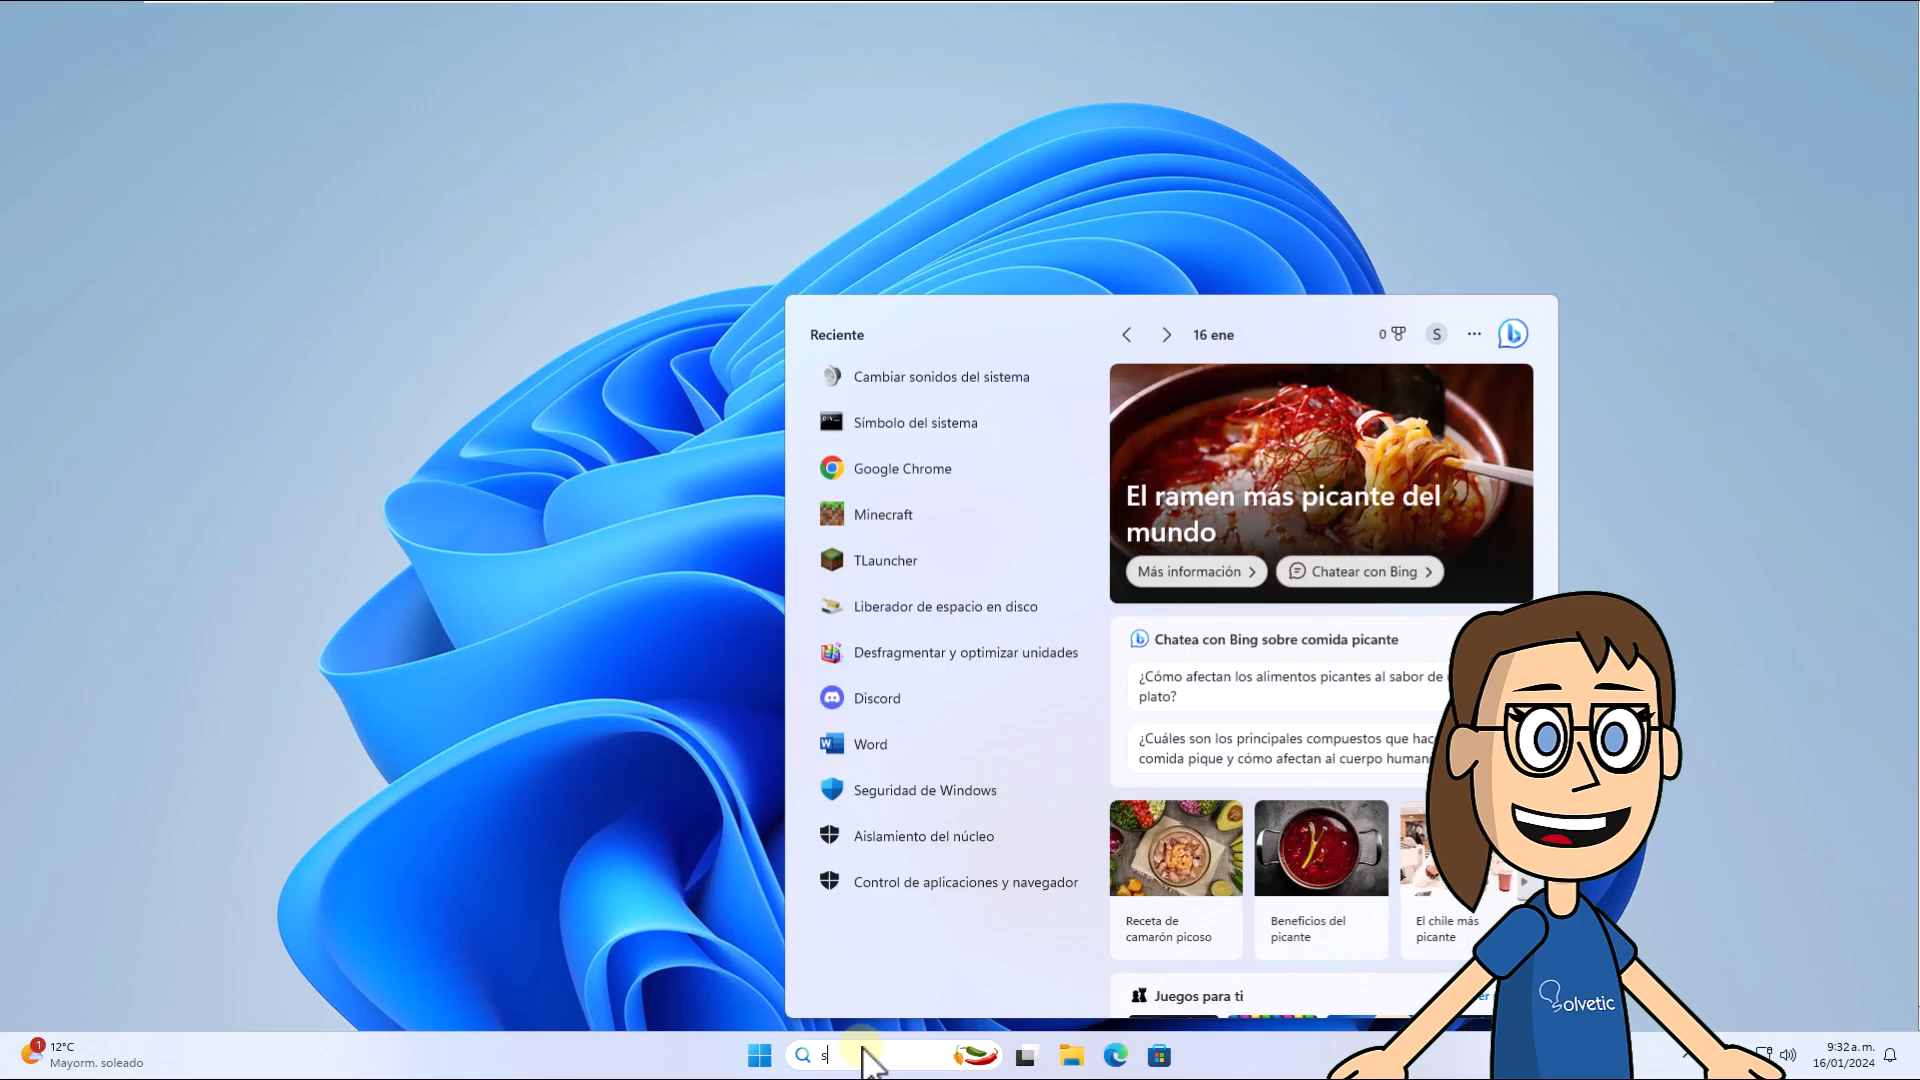 Reciente
Cambiar sonidos del sistema
Símbolo del sistema
Google Chrome
Minecraft
TLauncher
Liberador de espacio en disco
Desfragmentar y optimizar unidades
Discord
Word
Seguridad de Windows
Aislamiento del núcleo
Control de aplicaciones y navegador
16 ene
0
S
El ramen más picante del
mundo
Más información
Chatear con Bing
Chatea con Bing sobre comida picante
¿Cómo afectan los alimentos picantes al sabor de
plato?
¿Cuáles son los principales compuestos que
comida pique y cómo afectan al cuerpo
Receta de
camarón picoso
Beneficios del
picante
El chile más
picante
Juegos para ti
Solvetic
1
12°C
Mayorm. soleado
s
9:32 a.m.
16/01/2024